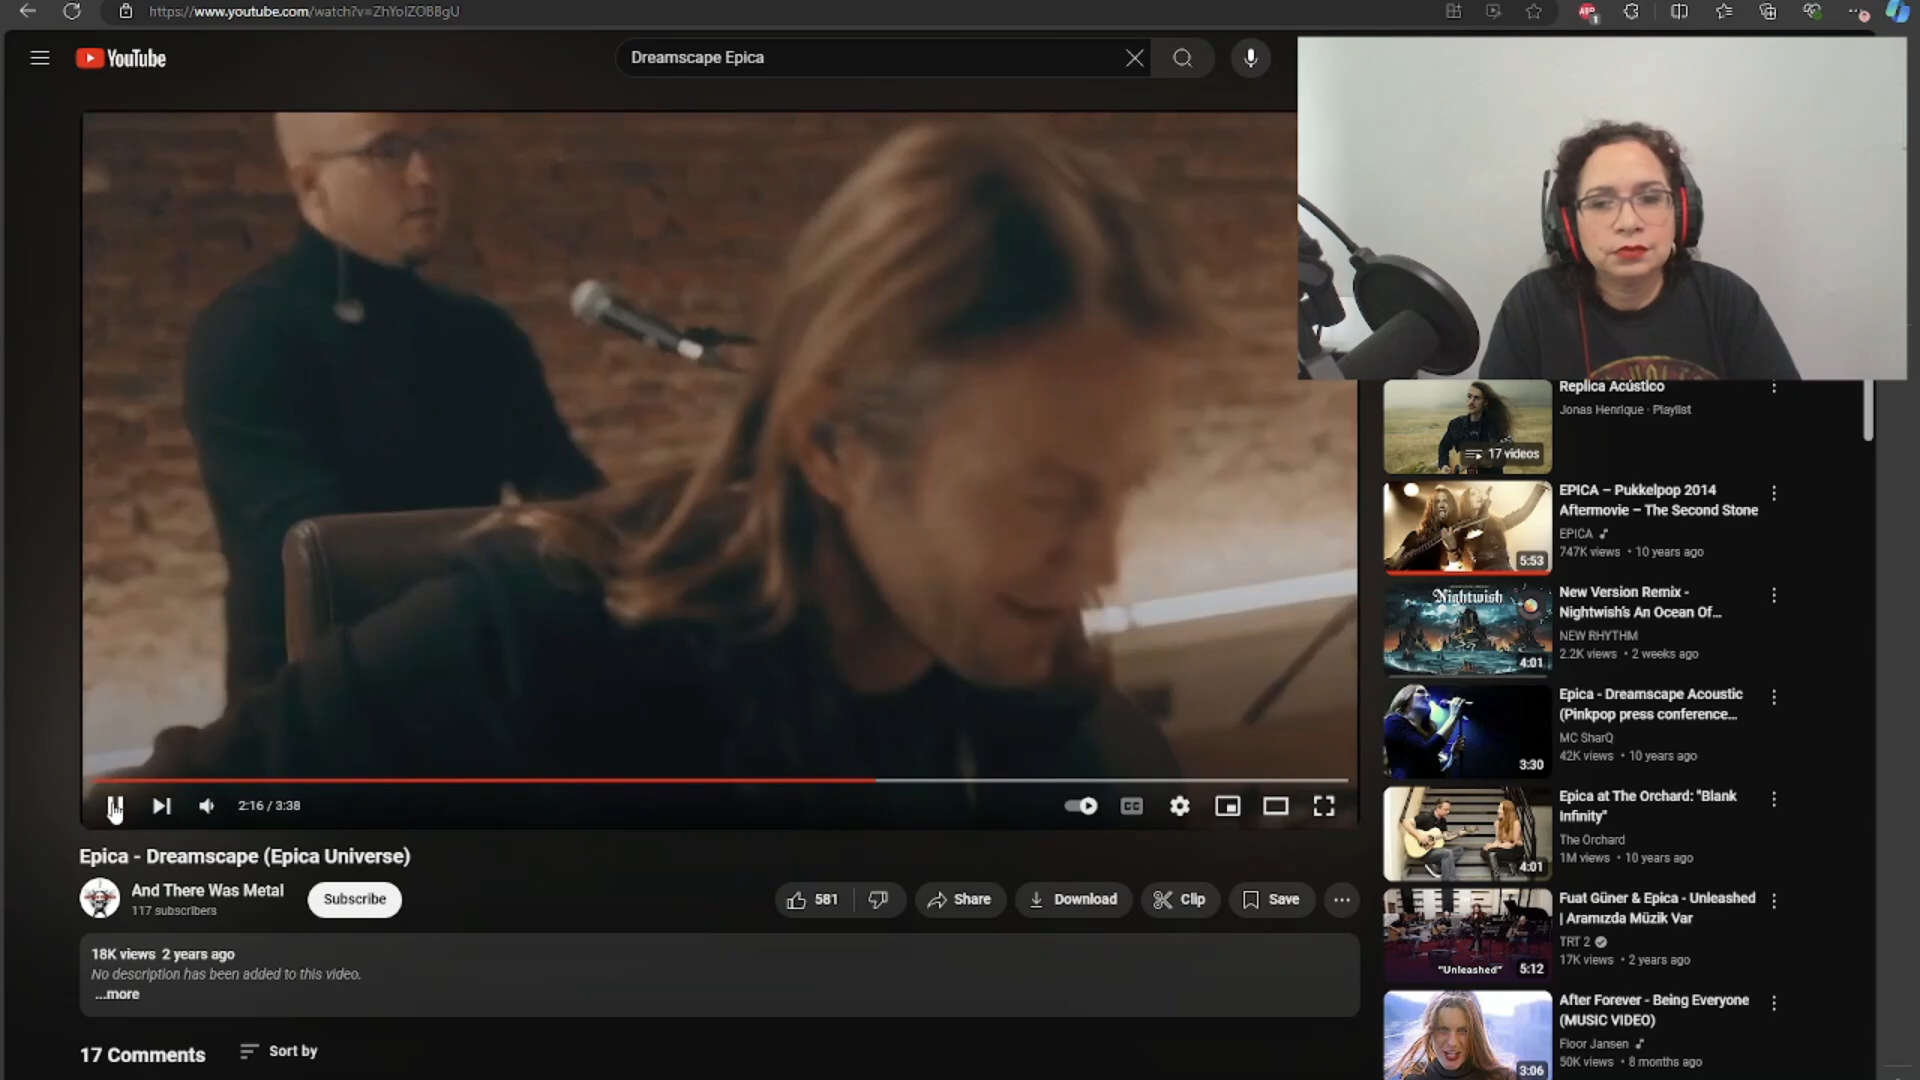 https://www.youtube.com/watch?v=ZhYolZOBBgU
YouTube
Dreamscape Epica
2:16 / 3:38
CC
Epica - Dreamscape (Epica Universe)
And There Was Metal
117 subscribers
Subscribe
581
Share
Download
Clip
Save
18K views 2 years ago
No description has been added to this video.
...more
17 Comments
Sort by
Replica Acústico
Jonas Henrique · Playlist
17 videos
EPICA – Pukkelpop 2014
Aftermovie – The Second Stone
EPICA
747K views • 10 years ago
5:53
New Version Remix -
Nightwish's An Ocean Of...
NEW RHYTHM
2.2K views • 2 weeks ago
Nightwish
4:01
Epica - Dreamscape Acoustic
(Pinkpop press conference...
MC SharQ
42K views • 10 years ago
3:30
Epica at The Orchard: "Blank
Infinity"
The Orchard
1M views • 10 years ago
4:01
Fuat Güner & Epica - Unleashed
| Aramızda Müzik Var
TRT 2
17K views • 2 years ago
"Unleashed"
5:12
After Forever - Being Everyone
(MUSIC VIDEO)
Floor Jansen
50K views • 8 months ago
3:06